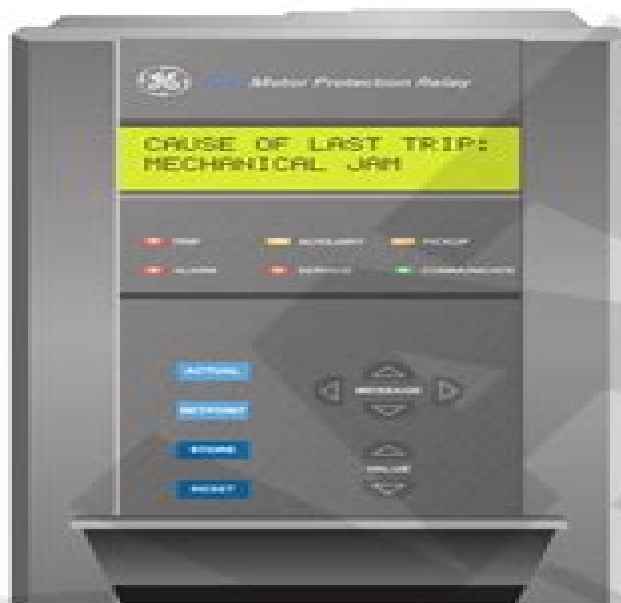 GE Motor Protection Relay
CAUSE OF LAST TRIP:
MECHANICAL JAM
TRIP AUXILIARY PICKUP
ALARM SERVICE COMMUNICATE
ACTUAL
SETPOINT
STORE
RESET
MESSAGE
VALUE